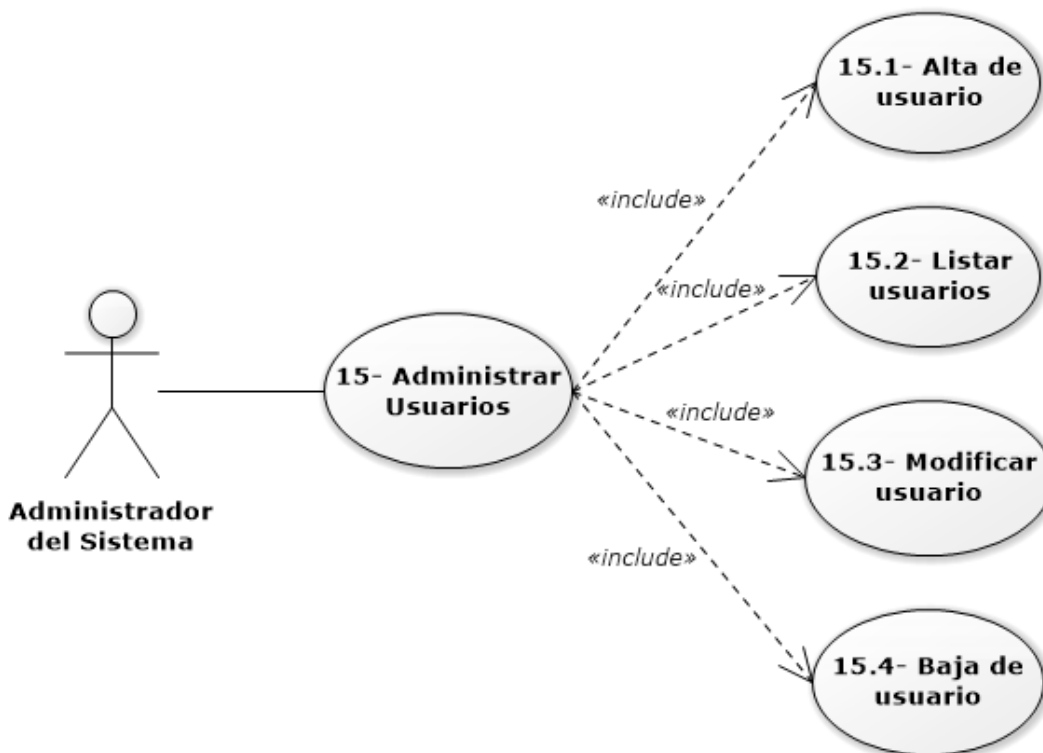 15.1- Alta de
usuario
«include»
15.2- Listar
usuarios
«include»
15- Administrar
Usuarios
«include»
15.3- Modificar
usuario
Administrador
del Sistema
«include»
15.4- Baja de
usuario